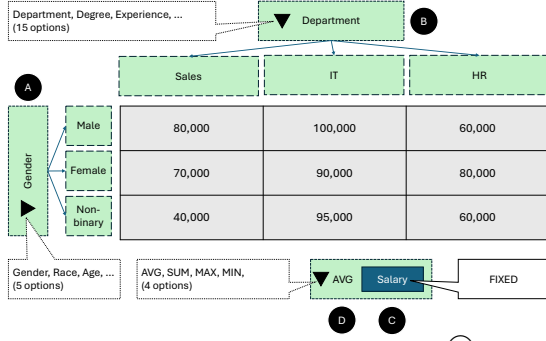 Department, Degree, Experience, ...
(15 options)
Department
B
Sales
IT
HR
A
Gender
Male
80,000
100,000
60,000
Female
70,000
90,000
80,000
Non-
binary
40,000
95,000
60,000
Gender, Race, Age, ...
(5 options)
AVG, SUM, MAX, MIN,
(4 options)
AVG
Salary
FIXED
D
C